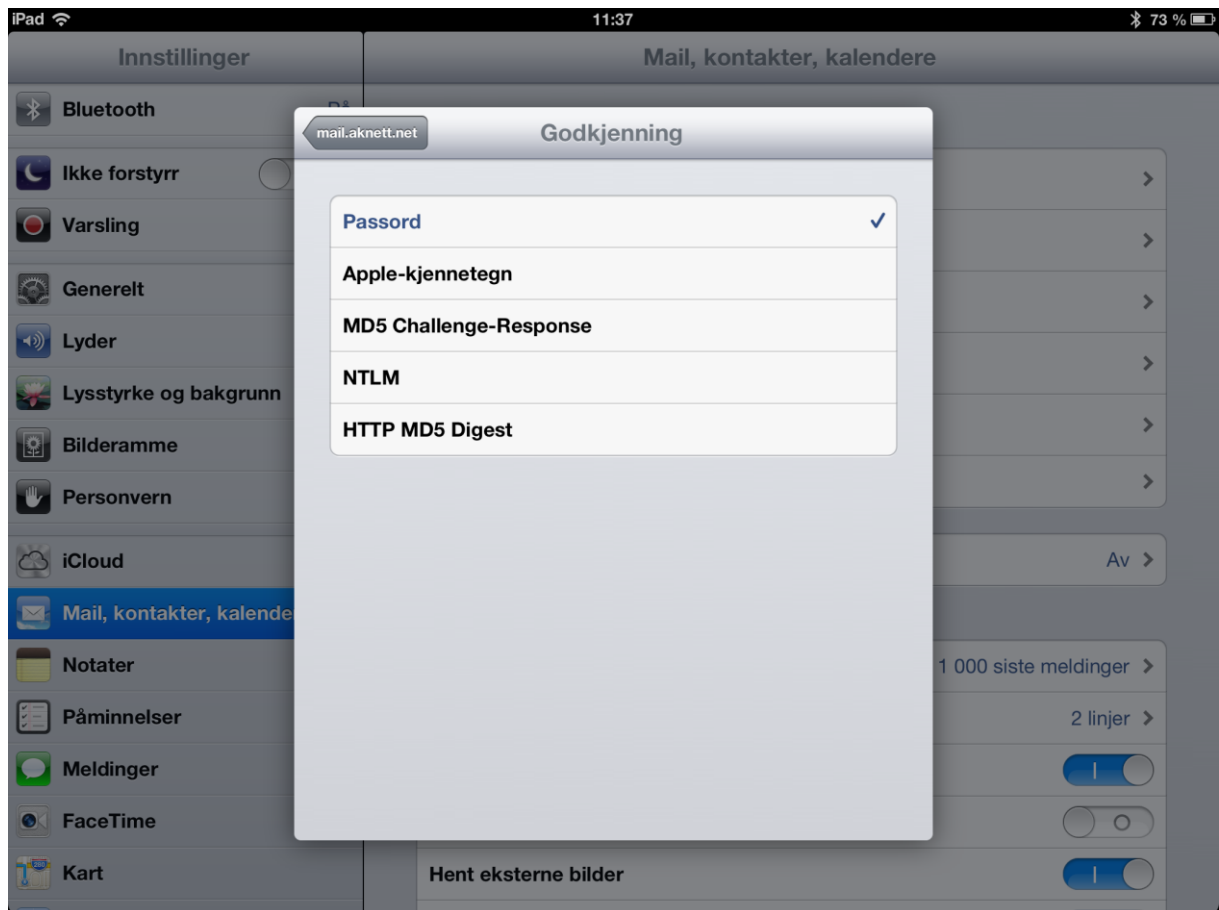 iPad 11:37 73 %
Innstillinger
Mail, kontakter, kalendere
Bluetooth
Ikke forstyrr
Varsling
Generelt
Lyder
Lysstyrke og bakgrunn
Bilderamme
Personvern
iCloud
Mail, kontakter, kalende
Notater
Påminnelser
Meldinger
FaceTime
Kart
mail.aknett.net
Godkjenning
Passord
Apple-kjennetegn
MD5 Challenge-Response
NTLM
HTTP MD5 Digest
Av
1 000 siste meldinger
2 linjer
Hent eksterne bilder